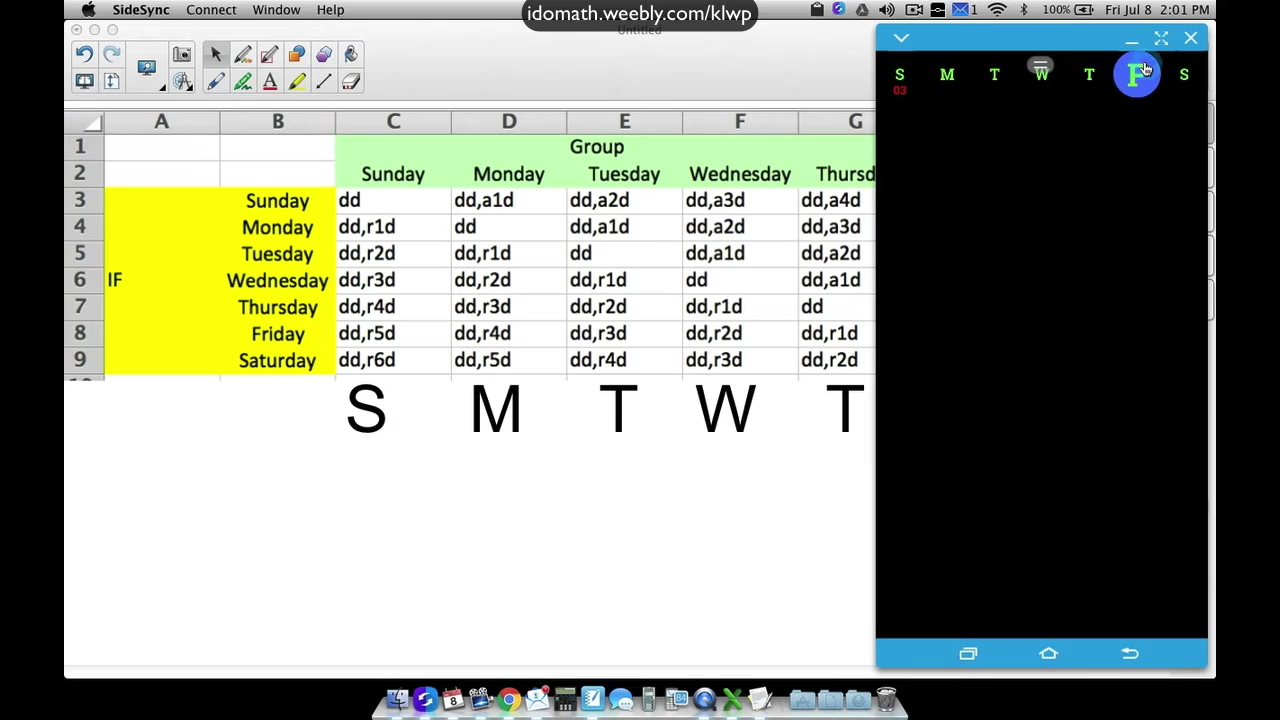 idomath.weebly.com/klwp
SideSync Connect Window Help
1 100% Fri Jul 8 2:01 PM
Untitled
S M T W T F S
03
A B C D E F G
1 Group
2 Sunday Monday Tuesday Wednesday Thursd
3 Sunday dd dd,a1d dd,a2d dd,a3d dd,a4d
4 Monday dd,r1d dd dd,a1d dd,a2d dd,a3d
5 Tuesday dd,r2d dd,r1d dd dd,a1d dd,a2d
6 IF Wednesday dd,r3d dd,r2d dd,r1d dd dd,a1d
7 Thursday dd,r4d dd,r3d dd,r2d dd,r1d dd
8 Friday dd,r5d dd,r4d dd,r3d dd,r2d dd,r1d
9 Saturday dd,r6d dd,r5d dd,r4d dd,r3d dd,r2d
S M T W T
8